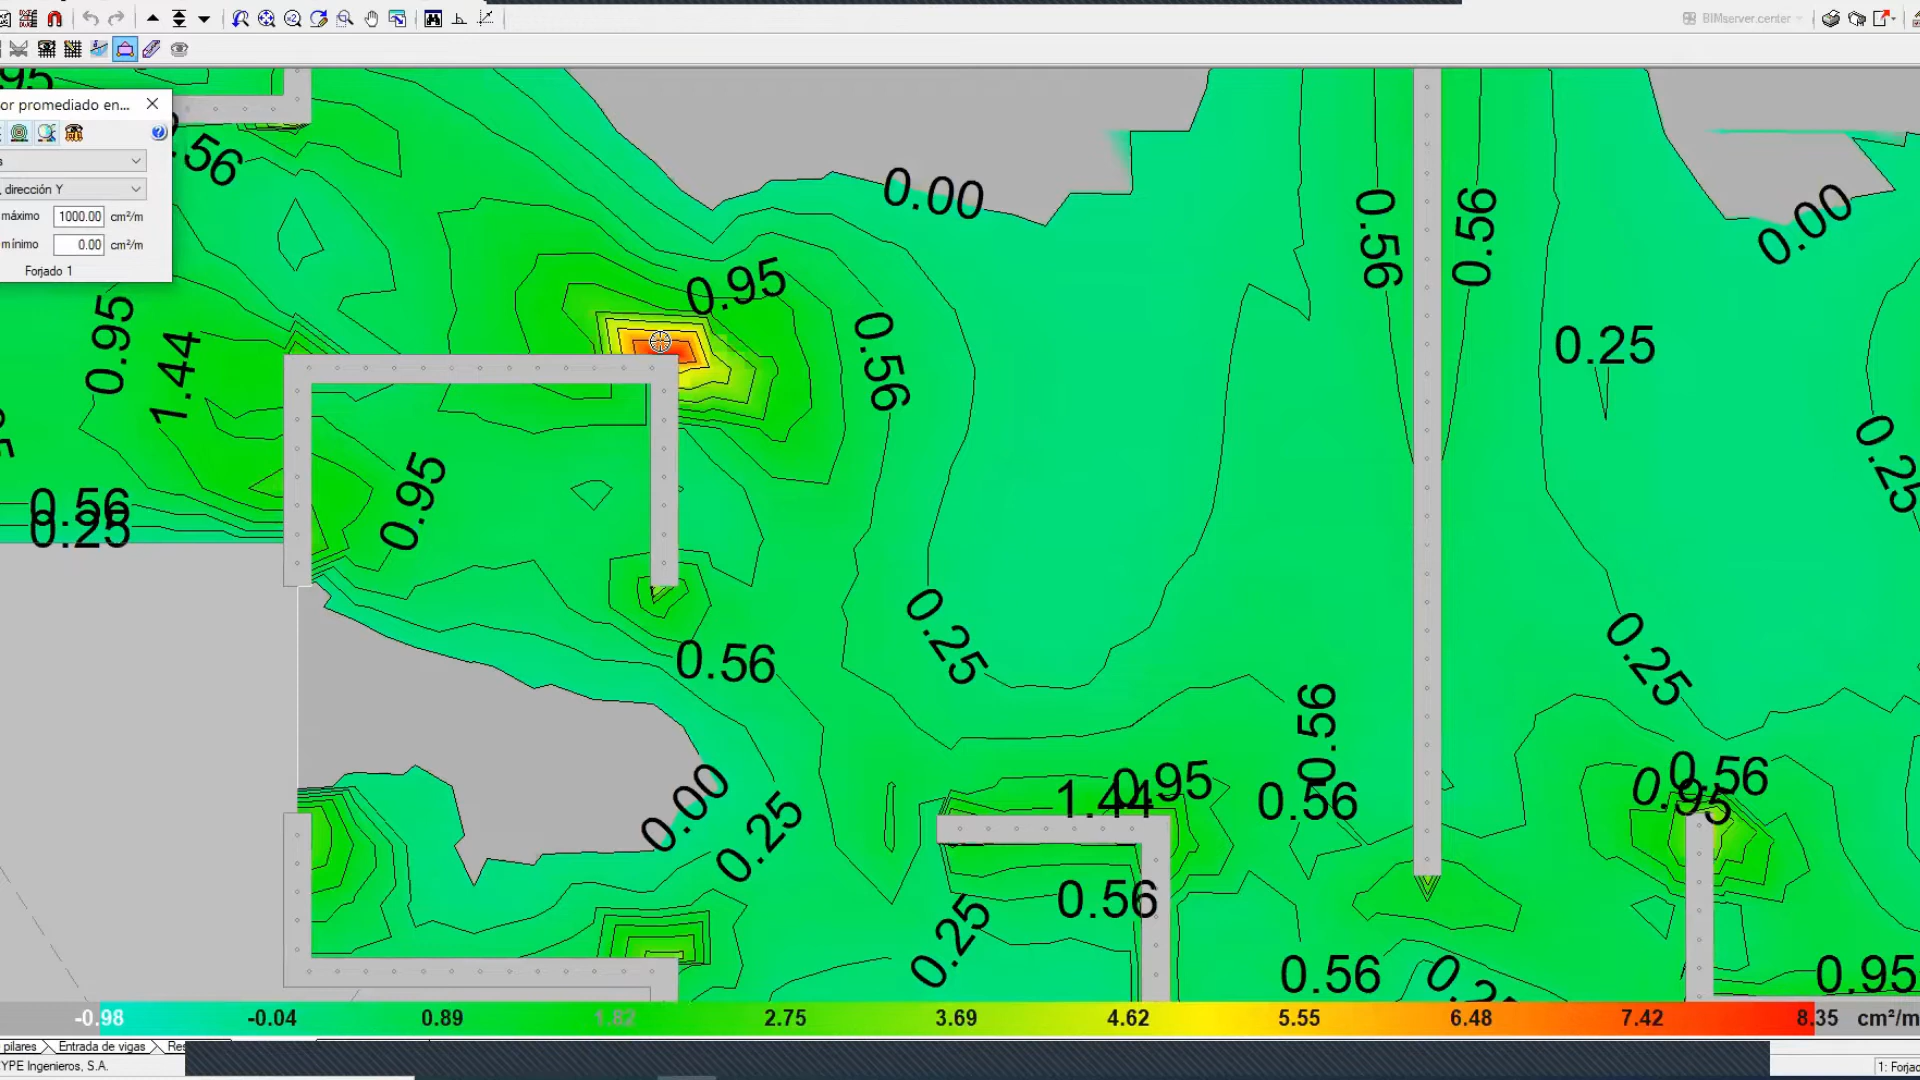 BIMserver.center
or promediado en...
s
, dirección Y
máximo 1000.00 cm²/m
mínimo 0.00 cm²/m
Forjado 1
.56
0.00
0.56
0.56
0.00
0.95
0.95
1.44
0.56
0.25
0.25
0.95
0.56
0.25
0.25
0.25
0.56
0.56
0.00
0.25
1.44
0.95
0.56
0.56
0.95
0.56
0.25
0.56
0.95
-0.98 -0.04 0.89 1.82 2.75 3.69 4.62 5.55 6.48 7.42 8.35 cm²/m
pilares Entrada de vigas Res
YPE Ingenieros, S.A.
1: Forjad